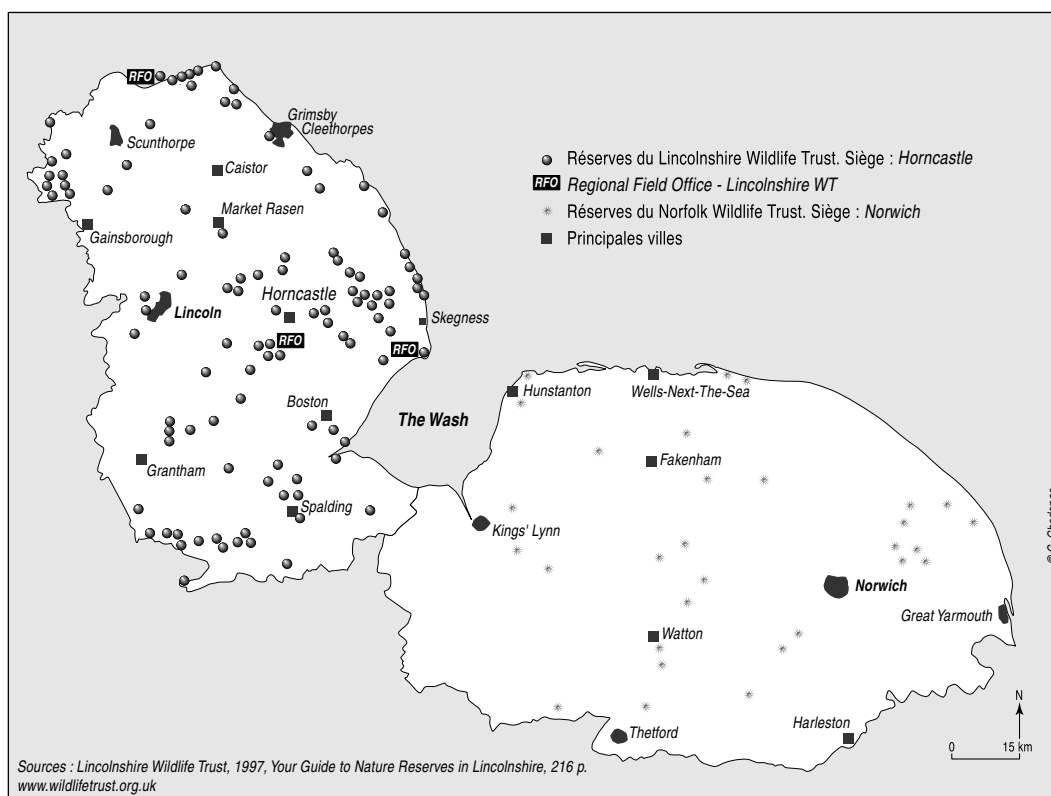 RFO
Grimsby
Cleethorpes
Scunthorpe
Caistor
Market Rasen
Gainsborough
Lincoln
Horncastle
Skegness
RFO
RFO
Boston
The Wash
Grantham
Spalding
Réserves du Lincolnshire Wildlife Trust. Siège : Horncastle
RFO Regional Field Office - Lincolnshire WT
Réserves du Norfolk Wildlife Trust. Siège : Norwich
Principales villes
Hunstanton
Wells-Next-The-Sea
Fakenham
Kings' Lynn
Norwich
Great Yarmouth
Watton
Thetford
Harleston
N
0 15 km
Sources : Lincolnshire Wildlife Trust, 1997, Your Guide to Nature Reserves in Lincolnshire, 216 p.
www.wildlifetrust.org.uk